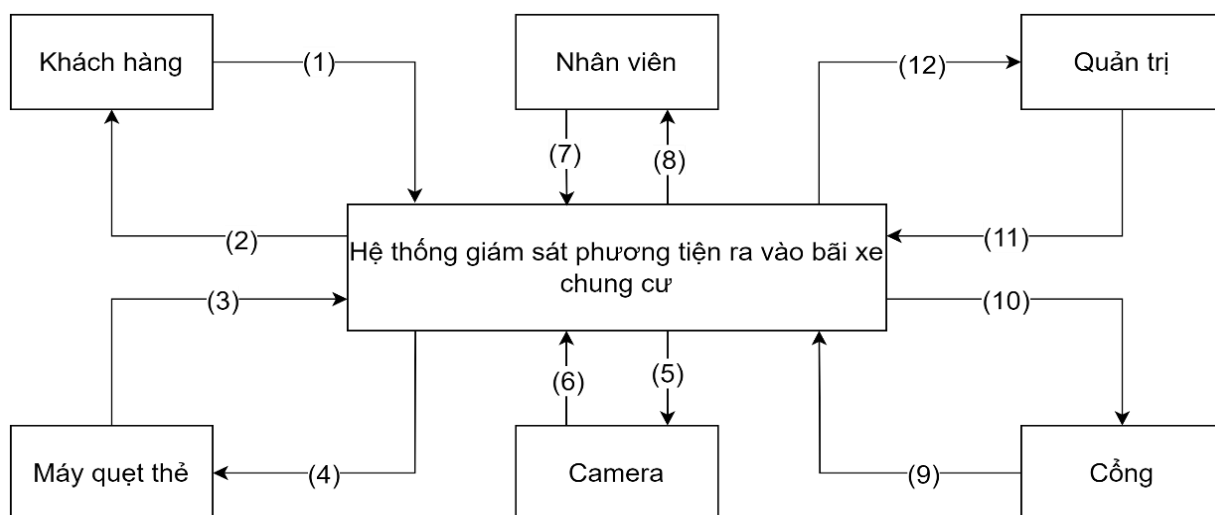 Khách hàng
(1)
Nhân viên
(12)
Quản trị
(7)
(8)
(2)
Hệ thống giám sát phương tiện ra vào bãi xe
chung cư
(11)
(3)
(10)
(6)
(5)
Máy quẹt thẻ
(4)
Camera
(9)
Cổng